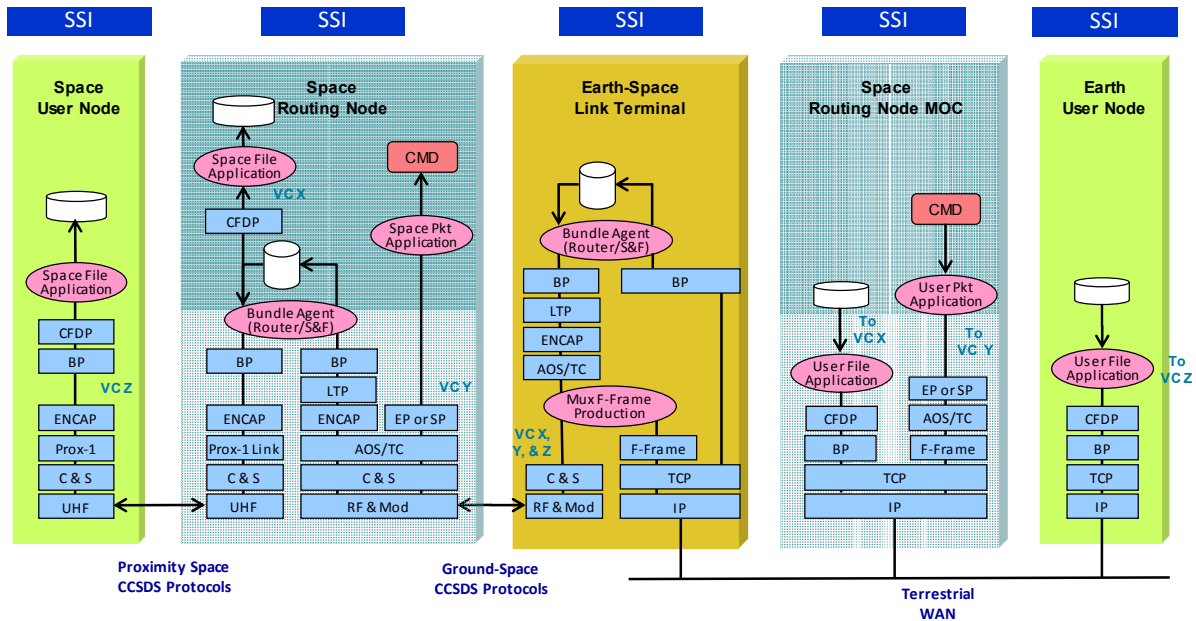 SSI
SSI
SSI
SSI
SSI
Space
User Node
Space File
Application
CFDP
BP
VC Z
ENCAP
Prox-1
C & S
UHF
Space
Routing Node
Space File
Application
VC X
CFDP
CMD
Space Pkt
Application
Bundle Agent
(Router/S&F)
BP
BP
LTP
VC Y
ENCAP
ENCAP
EP or SP
Prox-1 Link
AOS/TC
C & S
C & S
UHF
RF & Mod
Earth-Space
Link Terminal
Bundle Agent
(Router/S&F)
BP
BP
LTP
ENCAP
AOS/TC
Mux F-Frame
Production
VC X,
Y, & Z
F-Frame
C & S
TCP
RF & Mod
IP
Space
Routing Node MOC
CMD
User Pkt
Application
To
VC X
To
VC Y
User File
Application
EP or SP
CFDP
AOS/TC
BP
F-Frame
TCP
IP
Earth
User Node
User File
Application
To
VC Z
CFDP
BP
TCP
IP
Proximity Space
CCSDS Protocols
Ground-Space
CCSDS Protocols
Terrestrial
WAN